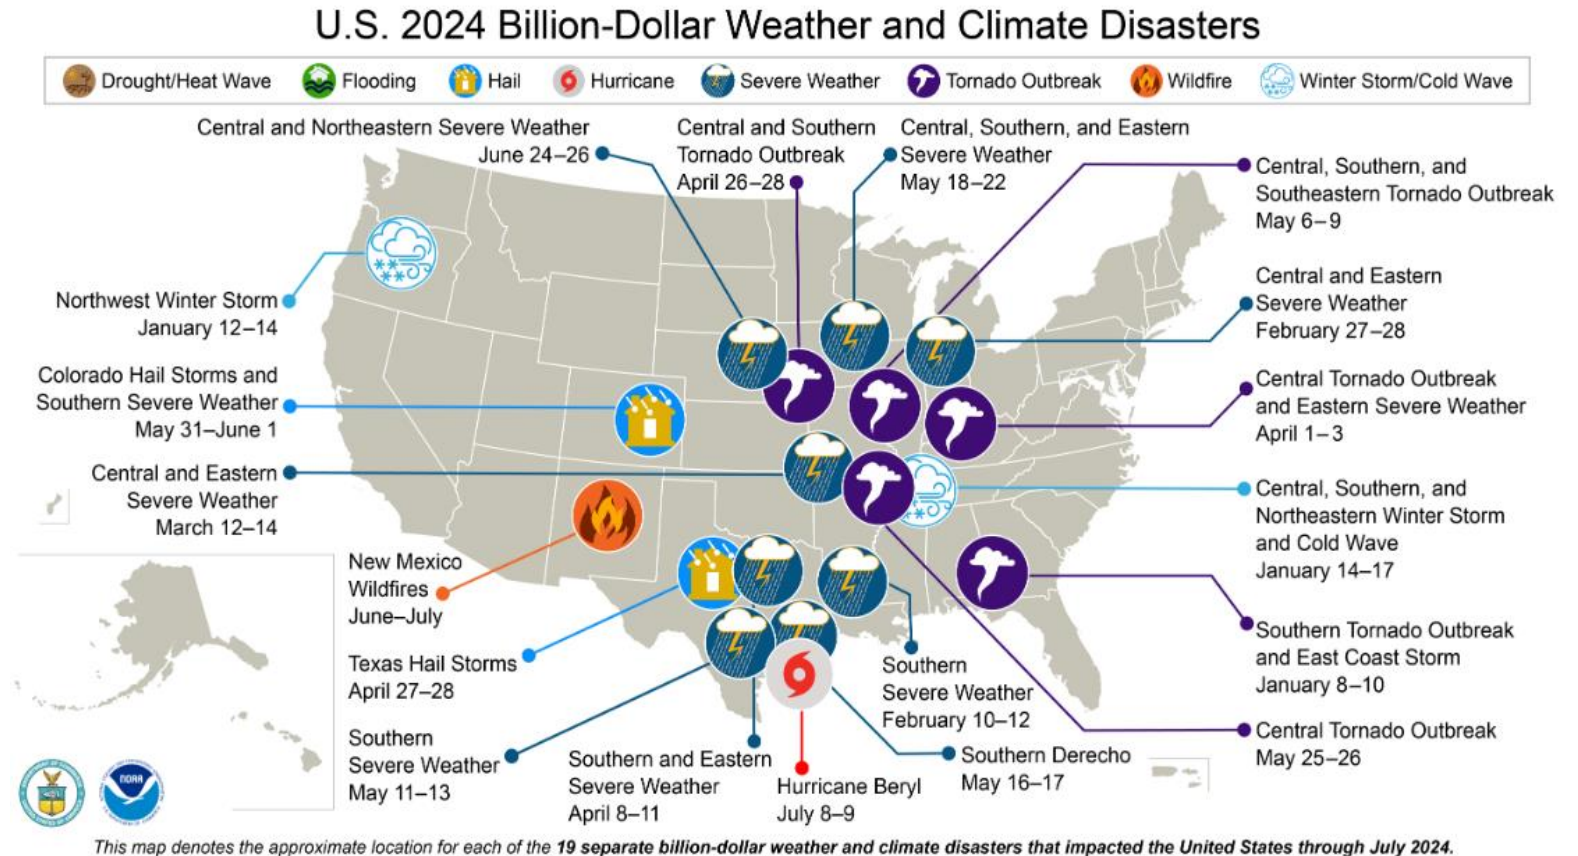 U.S. 2024 Billion-Dollar Weather and Climate Disasters
Drought/Heat Wave Flooding Hail Hurricane Severe Weather Tornado Outbreak Wildfire Winter Storm/Cold Wave
Central and Northeastern Severe Weather
June 24–26
Central and Southern
Tornado Outbreak
April 26–28
Central, Southern, and Eastern
Severe Weather
May 18–22
Central, Southern, and
Southeastern Tornado Outbreak
May 6–9
Northwest Winter Storm
January 12–14
Central and Eastern
Severe Weather
February 27–28
Colorado Hail Storms and
Southern Severe Weather
May 31–June 1
Central Tornado Outbreak
and Eastern Severe Weather
April 1–3
Central and Eastern
Severe Weather
March 12–14
Central, Southern, and
Northeastern Winter Storm
and Cold Wave
January 14–17
New Mexico
Wildfires
June–July
Texas Hail Storms
April 27–28
Southern
Severe Weather
February 10–12
Southern Tornado Outbreak
and East Coast Storm
January 8–10
Southern
Severe Weather
May 11–13
Southern and Eastern
Severe Weather
April 8–11
Hurricane Beryl
July 8–9
Southern Derecho
May 16–17
Central Tornado Outbreak
May 25–26
NOAA
This map denotes the approximate location for each of the 19 separate billion-dollar weather and climate disasters that impacted the United States through July 2024.